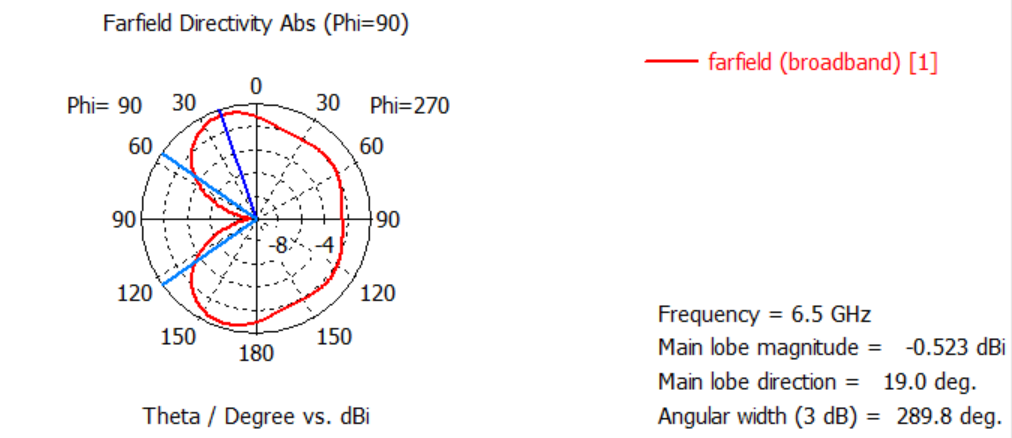 Farfield Directivity Abs (Phi=90)
farfield (broadband) [1]
0
Phi= 90 30 30 Phi=270
60 60
90 90
-8 -4
120 120
150 150
180
Theta / Degree vs. dBi
Frequency = 6.5 GHz
Main lobe magnitude = -0.523 dBi
Main lobe direction = 19.0 deg.
Angular width (3 dB) = 289.8 deg.